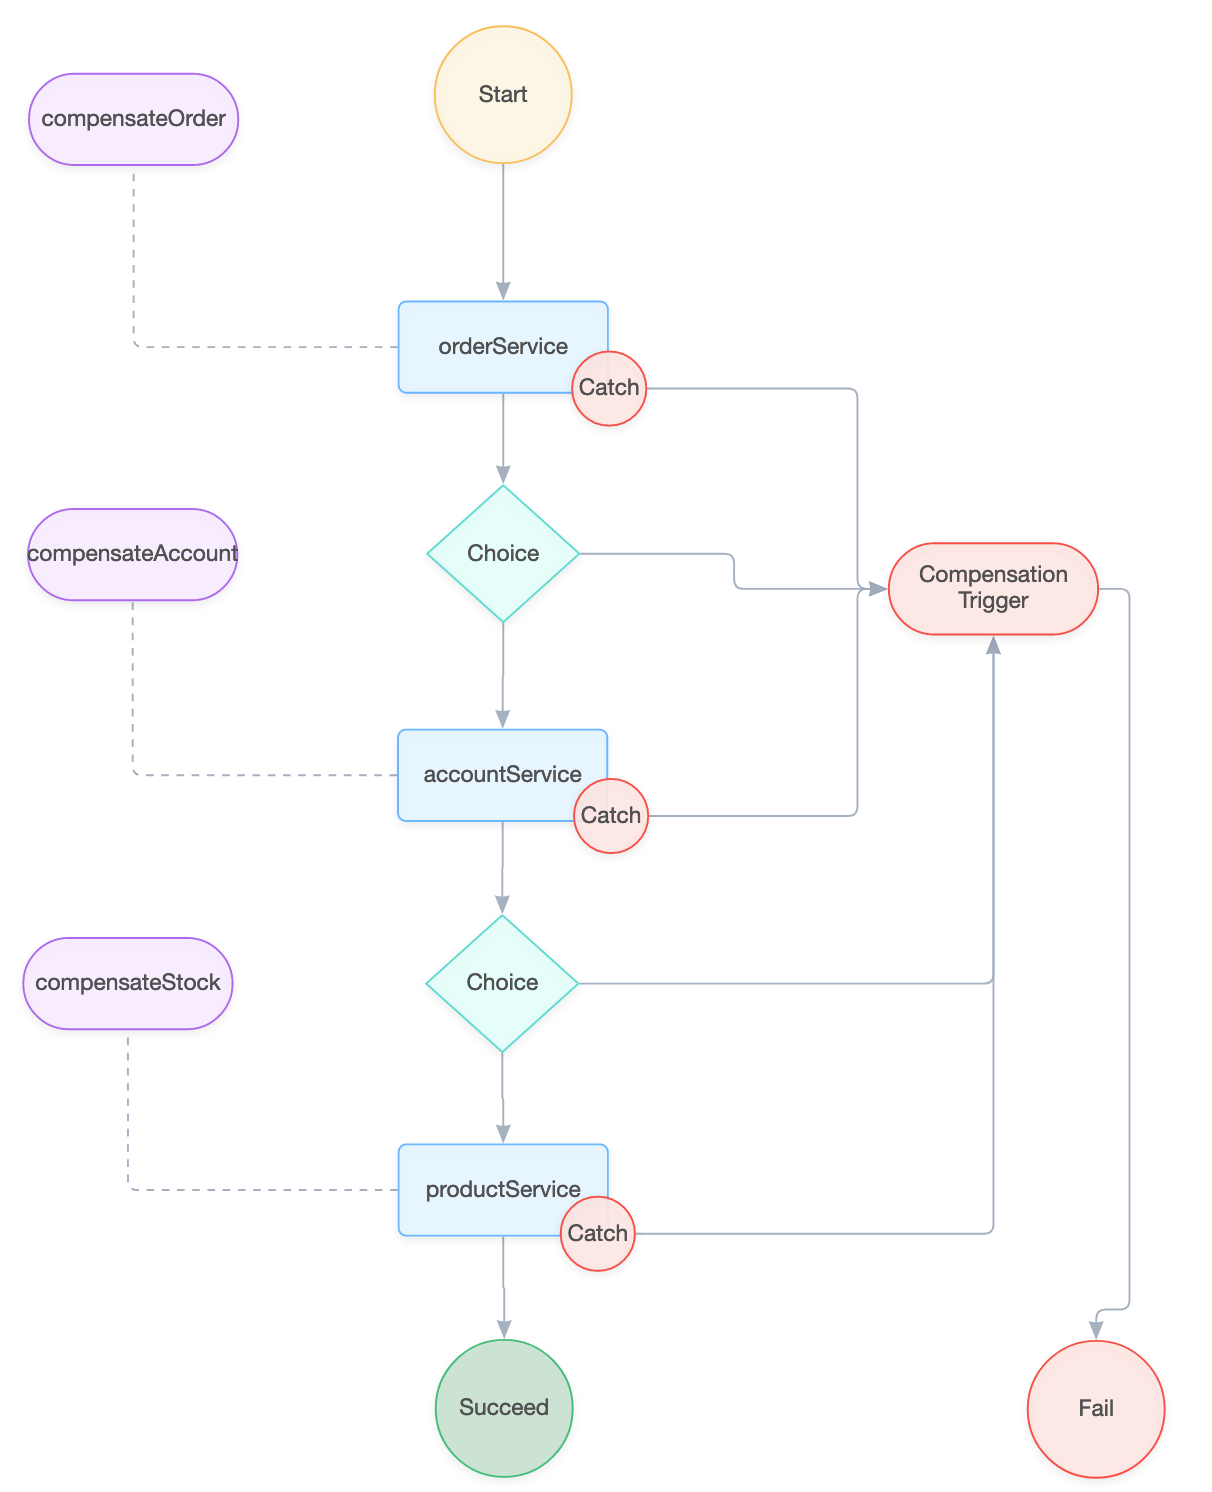 Start
compensateOrder
orderService
Catch
compensateAccount
Choice
Compensation
Trigger
accountService
Catch
compensateStock
Choice
productService
Catch
Succeed
Fail